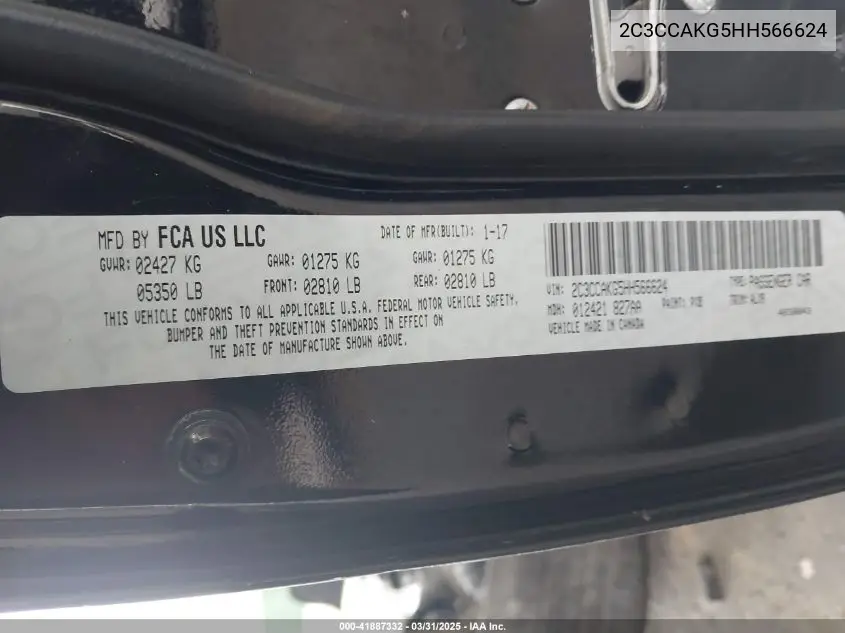 2C3CCAKG5HH566624
MFD BY FCA US LLC
DATE OF MFR(BUILT): 1-17
GVWR: 02427 KG
GAWR: 01275 KG
GAWR: 01275 KG
05350 LB
FRONT: 02810 LB
REAR: 02810 LB
THIS VEHICLE CONFORMS TO ALL APPLICABLE U.S.A. FEDERAL MOTOR VEHICLE SAFETY,
BUMPER AND THEFT PREVENTION STANDARDS IN EFFECT ON
THE DATE OF MANUFACTURE SHOWN ABOVE.
VIN: 2C3CCAKG5HH566624
TYPE: PASSENGER CAR
MDH: 012421 827AA
PAINT:
TRIM:
VEHICLE MADE IN CANADA
000-41887332 - 03/31/2025 - IAA Inc.